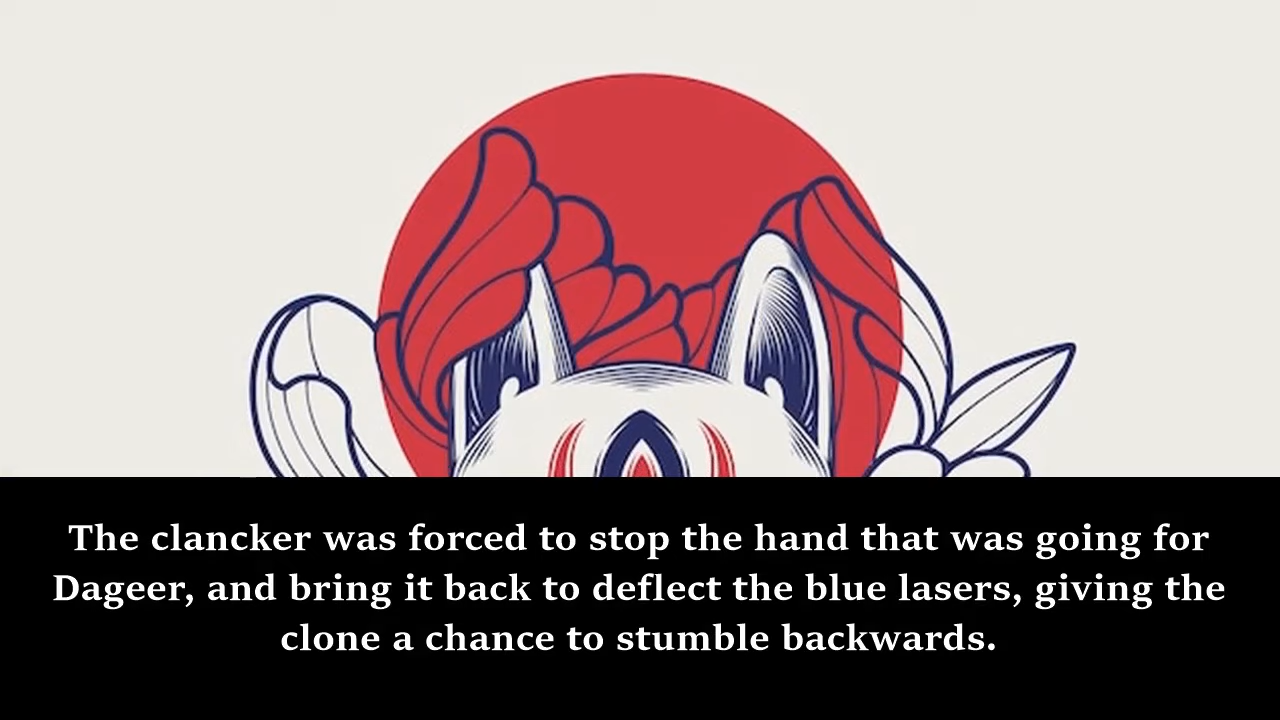 The clancker was forced to stop the hand that was going for
Dageer, and bring it back to deflect the blue lasers, giving the
clone a chance to stumble backwards.